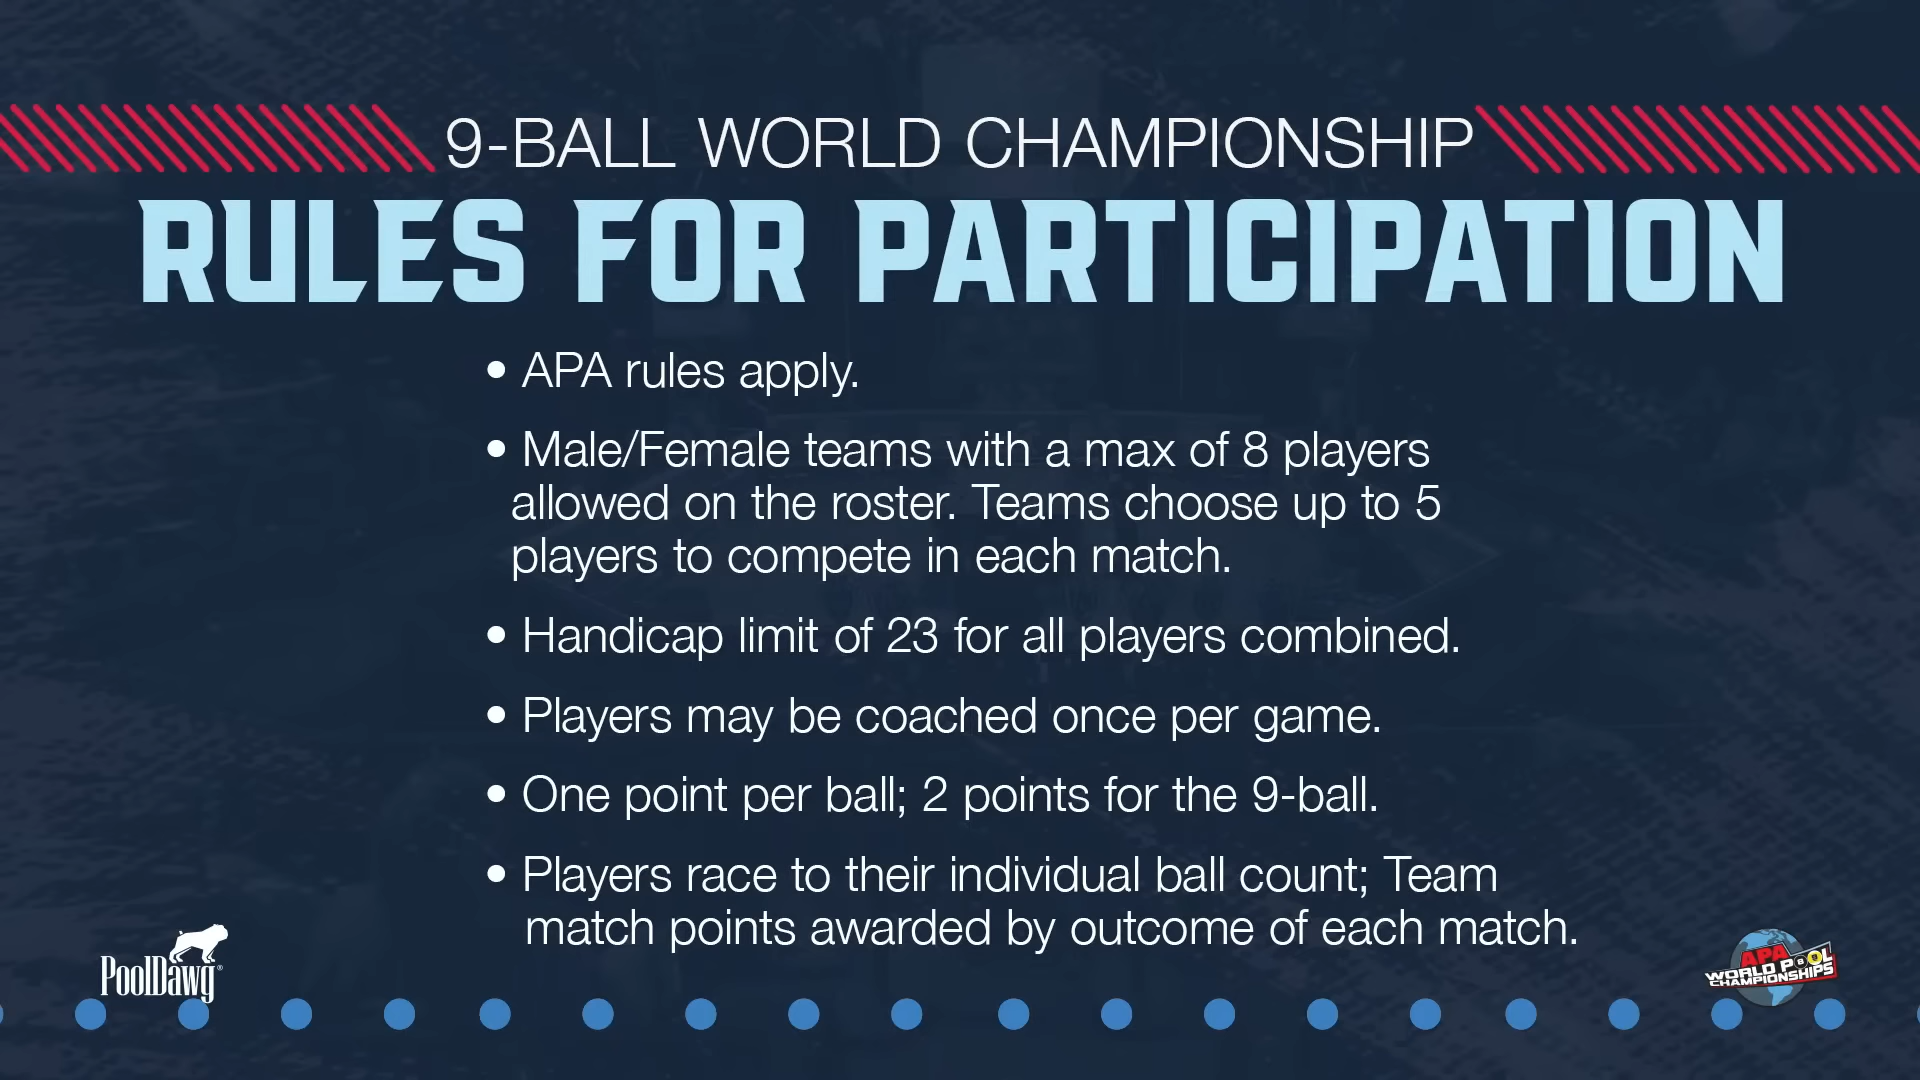 9-BALL WORLD CHAMPIONSHIP
RULES FOR PARTICIPATION
• APA rules apply.
• Male/Female teams with a max of 8 players
allowed on the roster. Teams choose up to 5
players to compete in each match.
• Handicap limit of 23 for all players combined.
• Players may be coached once per game.
• One point per ball; 2 points for the 9-ball.
• Players race to their individual ball count; Team
match points awarded by outcome of each match.
PoolDawg®
APA
WORLD POOL
CHAMPIONSHIPS